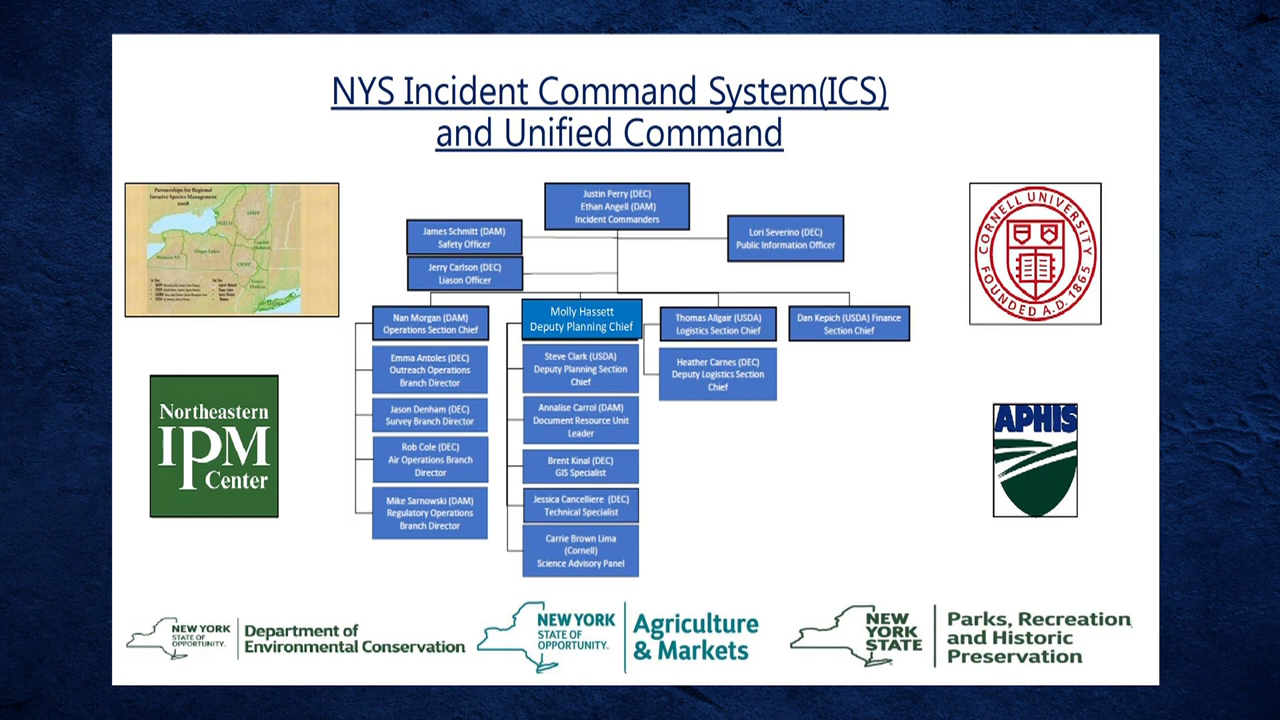 NYS Incident Command System(ICS)
and Unified Command
Partnerships for Regional
Invasive Species Management
2008
Justin Perry (DEC)
Ethan Angell (DAM)
Incident Commanders
James Schmitt (DAM)
Safety Officer
Lori Severino (DEC)
Public Information Officer
Jerry Carlson (DEC)
Liason Officer
Nan Morgan (DAM)
Operations Section Chief
Molly Hassett
Deputy Planning Chief
Thomas Allgair (USDA)
Logistics Section Chief
Dan Kepich (USDA) Finance
Section Chief
Emma Antoles (DEC)
Outreach Operations
Branch Director
Steve Clark (USDA)
Deputy Planning Section
Chief
Heather Carnes (DEC)
Deputy Logistics Section
Chief
Jason Denham (DEC)
Survey Branch Director
Annalise Carrol (DAM)
Document Resource Unit
Leader
Rob Cole (DEC)
Air Operations Branch
Director
Brent Kinal (DEC)
GIS Specialist
Mike Sarnowski (DAM)
Regulatory Operations
Branch Director
Jessica Cancelliere (DEC)
Technical Specialist
Carrie Brown Lima
(Cornell)
Science Advisory Panel
CORNELL UNIVERSITY
FOUNDED A.D. 1865
Northeastern
IPM
Center
APHIS
NEW YORK
STATE OF
OPPORTUNITY.
Department of
Environmental Conservation
NEW YORK
STATE OF
OPPORTUNITY.
Agriculture
& Markets
NEW
YORK
STATE
Parks, Recreation
and Historic
Preservation